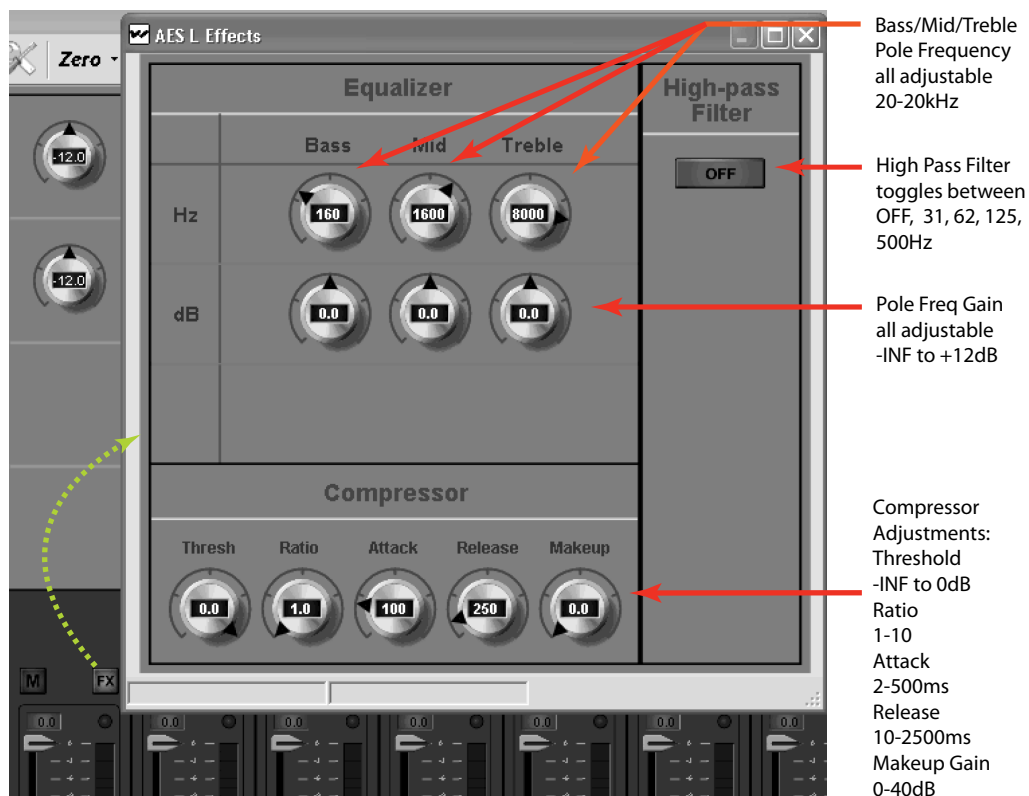 AES L Effects
Zero
-12.0
-12.0
Equalizer
High-pass
Filter
Bass Mid Treble
OFF
Hz
160 1600 8000
dB
0.0 0.0 0.0
Compressor
Thresh Ratio Attack Release Makeup
0.0 1.0 100 250 0.0
M FX
0.0 0.0 0.0 0.0 0.0 0.0 0.0
Bass/Mid/Treble
Pole Frequency
all adjustable
20-20kHz
High Pass Filter
toggles between
OFF, 31, 62, 125,
500Hz
Pole Freq Gain
all adjustable
-INF to +12dB
Compressor
Adjustments:
Threshold
-INF to 0dB
Ratio
1-10
Attack
2-500ms
Release
10-2500ms
Makeup Gain
0-40dB